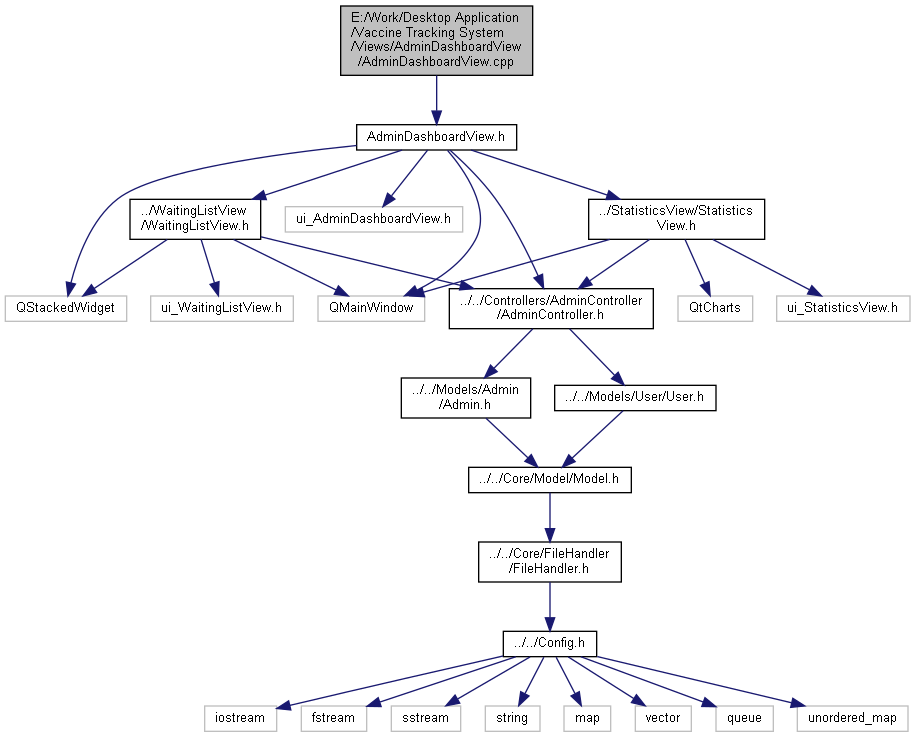 E:/Work/Desktop Application
/Vaccine Tracking System
/Views/AdminDashboardView
/AdminDashboardView.cpp
AdminDashboardView.h
../WaitingListView
/WaitingListView.h
ui_AdminDashboardView.h
../StatisticsView/Statistics
View.h
QStackedWidget
ui_WaitingListView.h
QMainWindow
../../Controllers/AdminController
/AdminController.h
QtCharts
ui_StatisticsView.h
../../Models/Admin
/Admin.h
../../Models/User/User.h
../../Core/Model/Model.h
../../Core/FileHandler
/FileHandler.h
../../Config.h
iostream
fstream
sstream
string
map
vector
queue
unordered_map